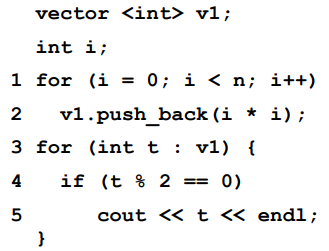 vector <int> v1;
int i;
1 for (i = 0; i < n; i++)
2   v1.push_back(i * i);
3 for (int t : v1) {
4   if (t % 2 == 0)
5      cout << t << endl;
}